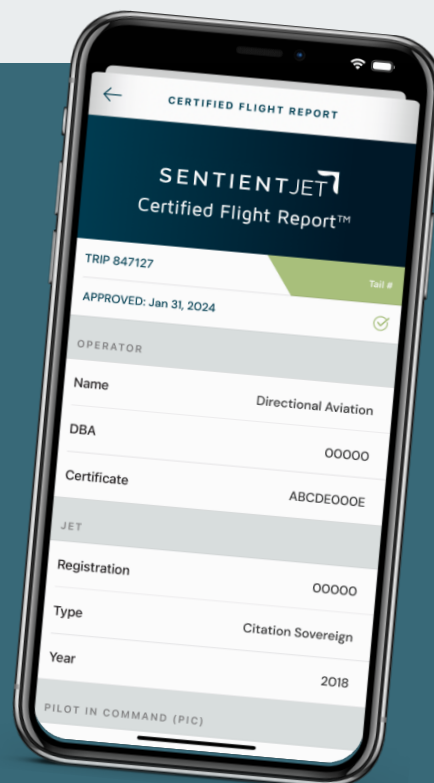 CERTIFIED FLIGHT REPORT
SENTIENTJET
Certified Flight Report™
TRIP 847127
Tail #
APPROVED: Jan 31, 2024
OPERATOR
Name Directional Aviation
DBA 00000
Certificate ABCDE000E
JET
Registration 00000
Type Citation Sovereign
Year 2018
PILOT IN COMMAND (PIC)